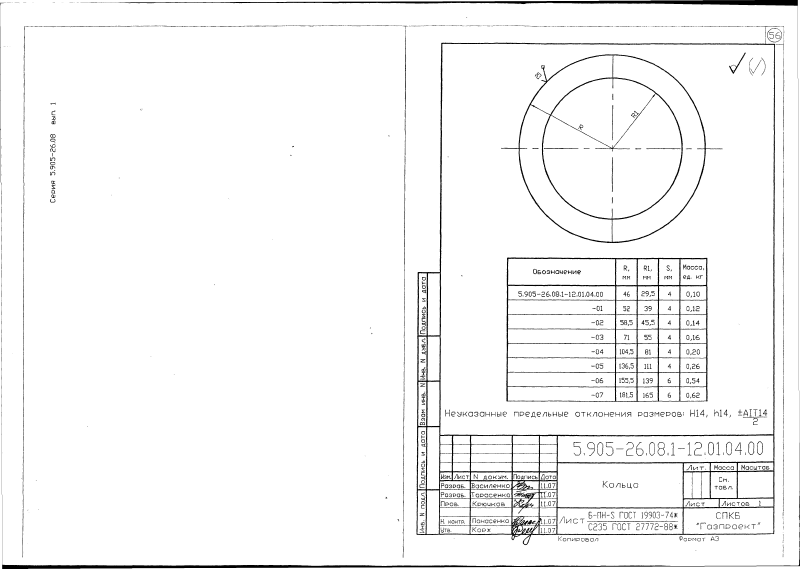 56
Серия 5.905-26.08 вып. 1
R
R1
Обозначение R, мм R1, мм S, мм Масса, ед. кг
5.905-26.08.1-12.01.04.00 46 29,5 4 0,10
-01 52 39 4 0,12
-02 58,5 45,5 4 0,14
-03 71 55 4 0,16
-04 104,5 81 4 0,20
-05 136,5 111 4 0,26
-06 155,5 139 6 0,54
-07 181,5 165 6 0,62
Неуказанные предельные отклонения размеров: H14, h14, ±AIT14/2
Подпись и дата
Инв. N дубл.
Взам. инв. N
Подпись и дата
Инв. N подл.
5.905-26.08.1-12.01.04.00
Изм. Лист N докум. Подпись Дата
Разраб. Василенко 11.07
Разраб. Тарасенко 11.07
Пров. Крючков 11.07
Н. контр. Панасенко 11.07
Утв. Корж 11.07
Кольца
Лит. Масса Масштаб
См. табл.
Лист Листов 1
Лист Б-ПН-S ГОСТ 19903-74ж
С235 ГОСТ 27772-88ж
СПКБ
"Газпроект"
Копировал Формат А3